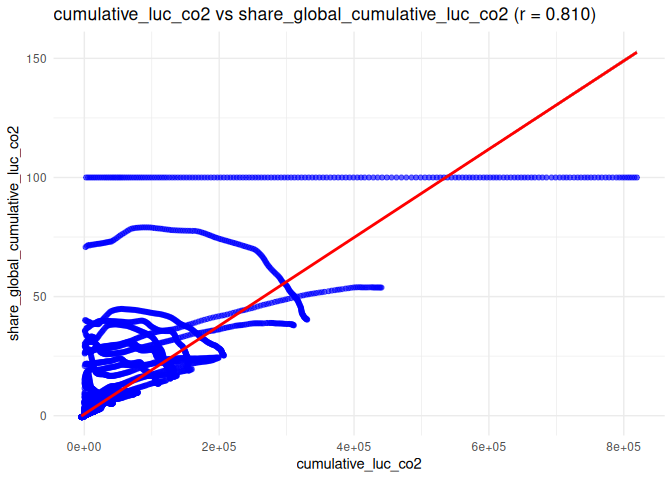 cumulative_luc_co2 vs share_global_cumulative_luc_co2 (r = 0.810)
share_global_cumulative_luc_co2
150
100
50
0
0e+00 2e+05 4e+05 6e+05 8e+05
cumulative_luc_co2